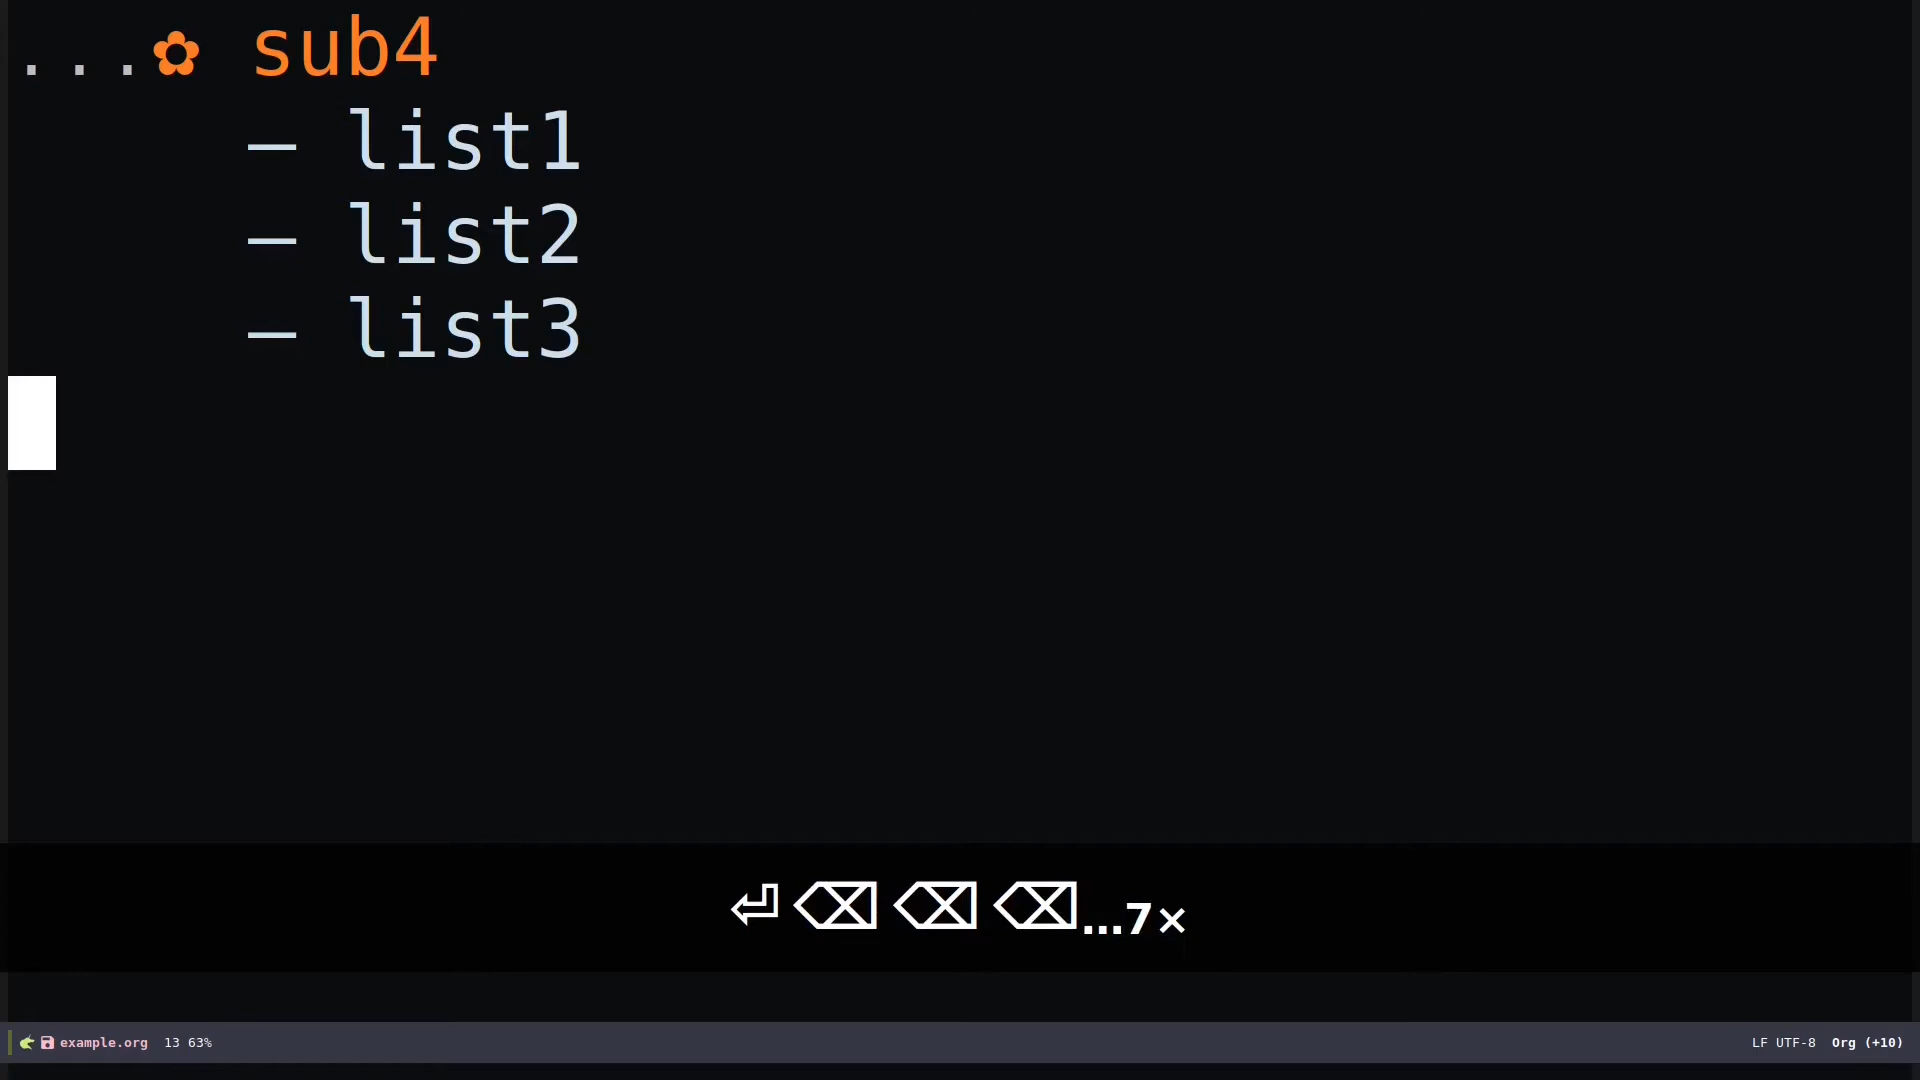 ...✿ sub4
– list1
– list2
– list3
⏎⌫⌫⌫...7×
example.org 13 63% LF UTF-8 Org (+10)